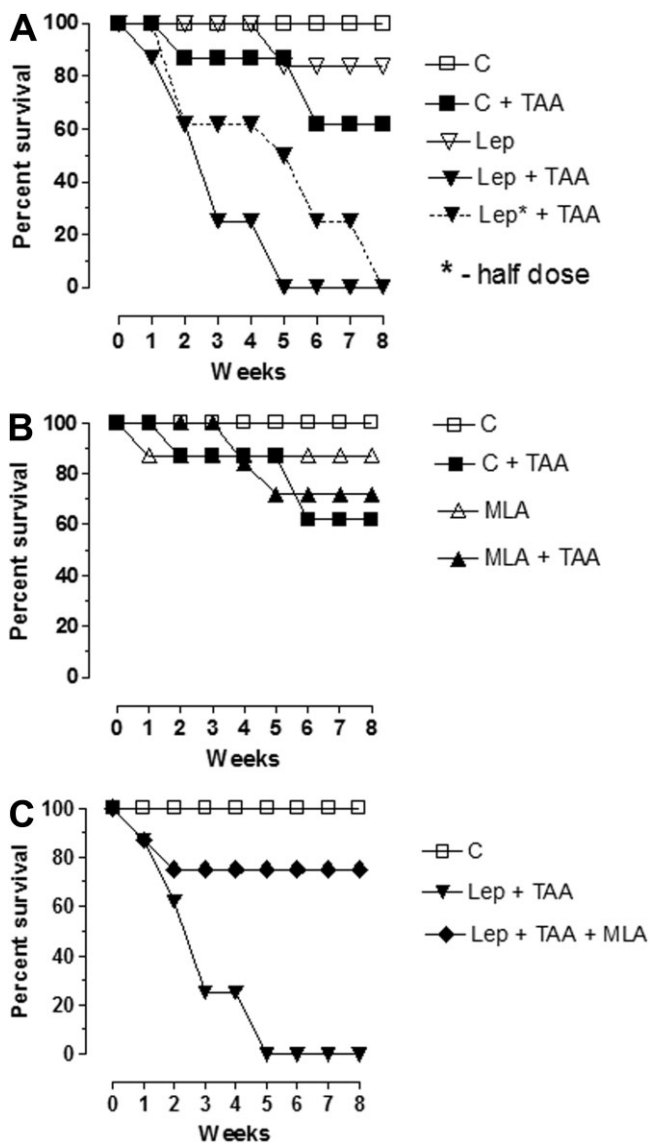 A
Percent survival
100
80
60
40
20
0
0 1 2 3 4 5 6 7 8
Weeks
C
C + TAA
Lep
Lep + TAA
Lep* + TAA
* - half dose
B
Percent survival
100
80
60
40
20
0
0 1 2 3 4 5 6 7 8
Weeks
C
C + TAA
MLA
MLA + TAA
C
Percent survival
100
80
60
40
20
0
0 1 2 3 4 5 6 7 8
Weeks
C
Lep + TAA
Lep + TAA + MLA